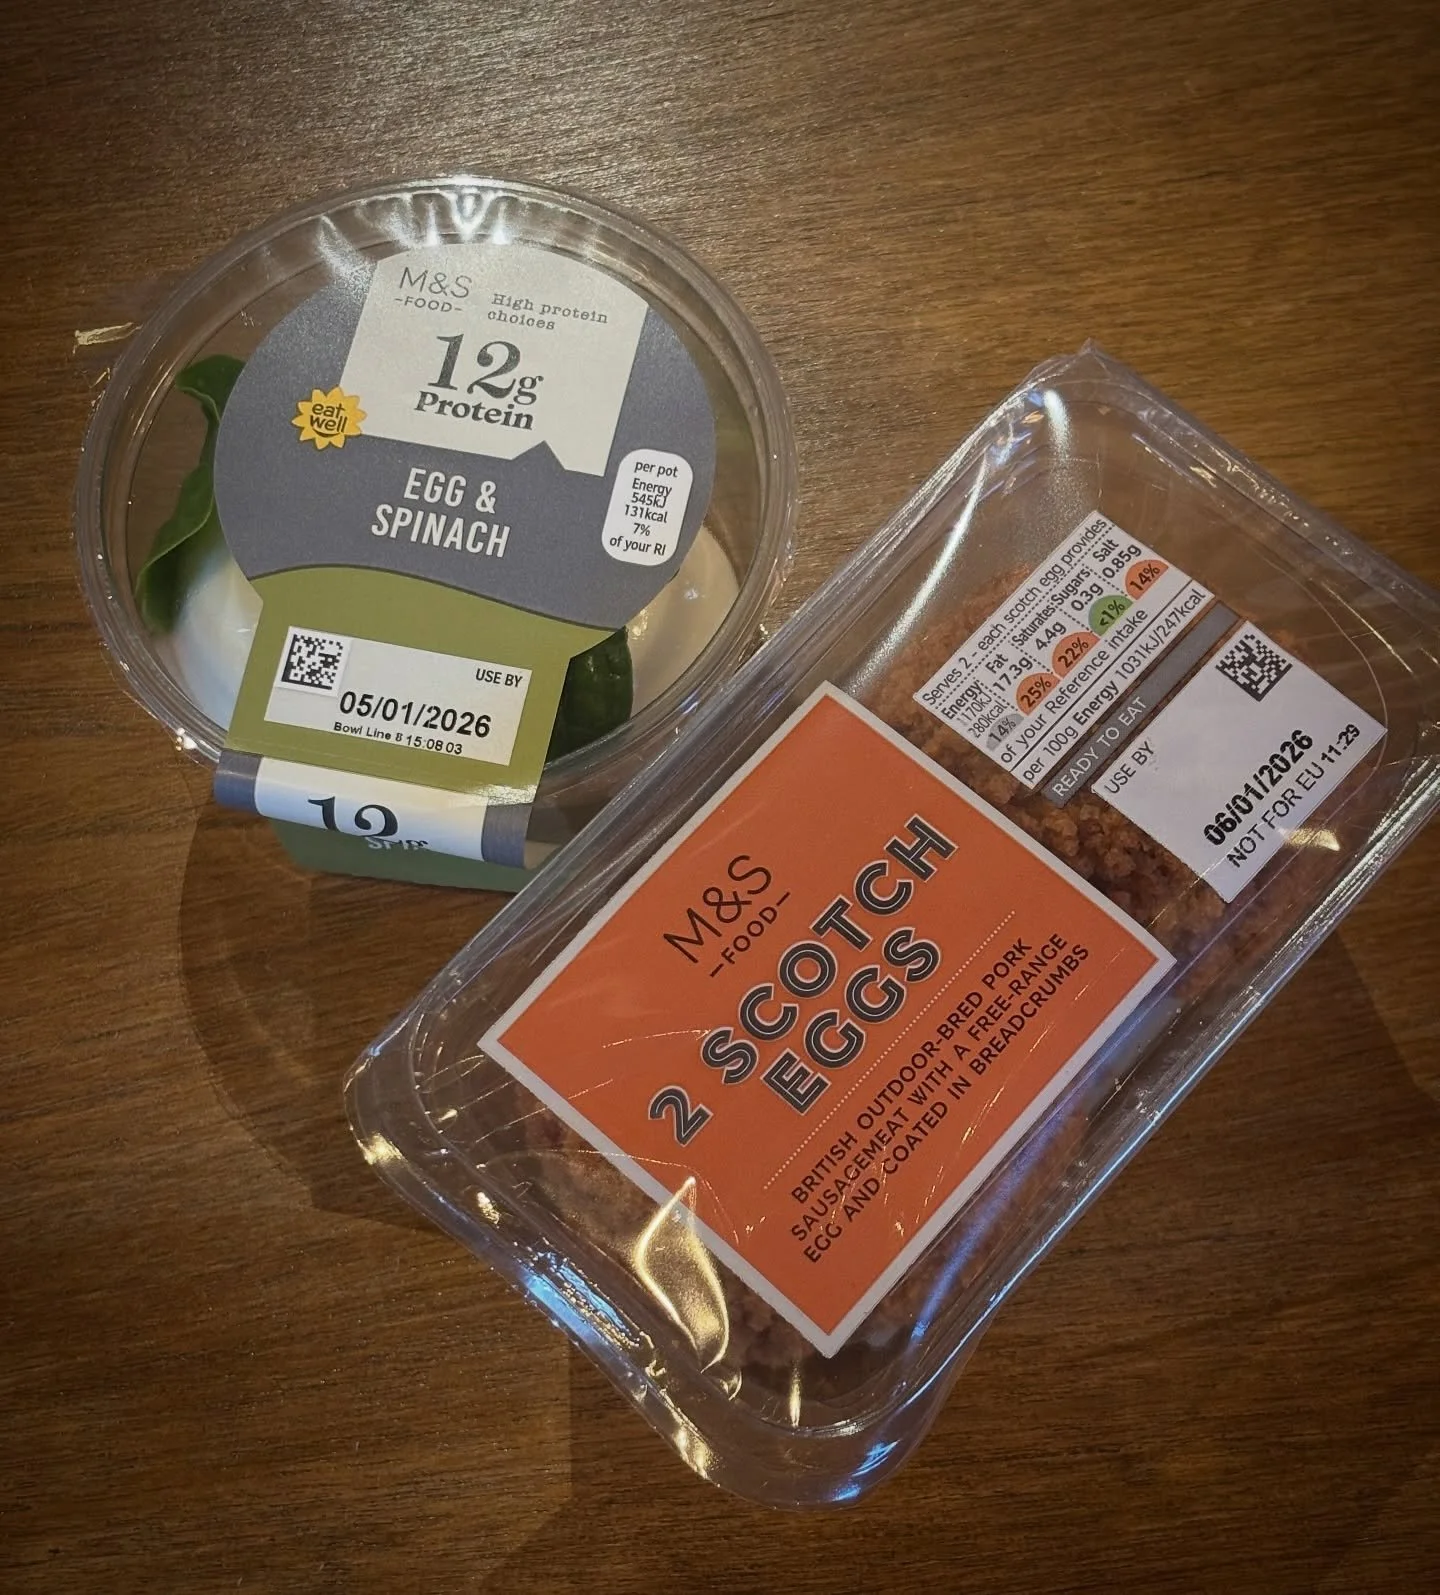 M&S
-FOOD-
High protein
choices
12g
Protein
eat
well
EGG &
SPINACH
per pot
Energy
545kJ
131kcal
7%
of your RI
USE BY
05/01/2026
Bowl Line 8 15:08 03
12g
Serves 2 - each scotch egg provides
Energy
1170kJ
280kcal
14%
Fat
17.3g
25%
Saturates
4.4g
22%
Sugars
0.3g
<1%
Salt
0.85g
14%
of your Reference Intake
per 100g Energy 1031kJ/247kcal
READY TO EAT
USE BY
06/01/2026
NOT FOR EU 11:29
M&S
-FOOD-
2 SCOTCH
EGGS
BRITISH OUTDOOR-BRED PORK
SAUSAGEMEAT WITH A FREE-RANGE
EGG AND COATED IN BREADCRUMBS